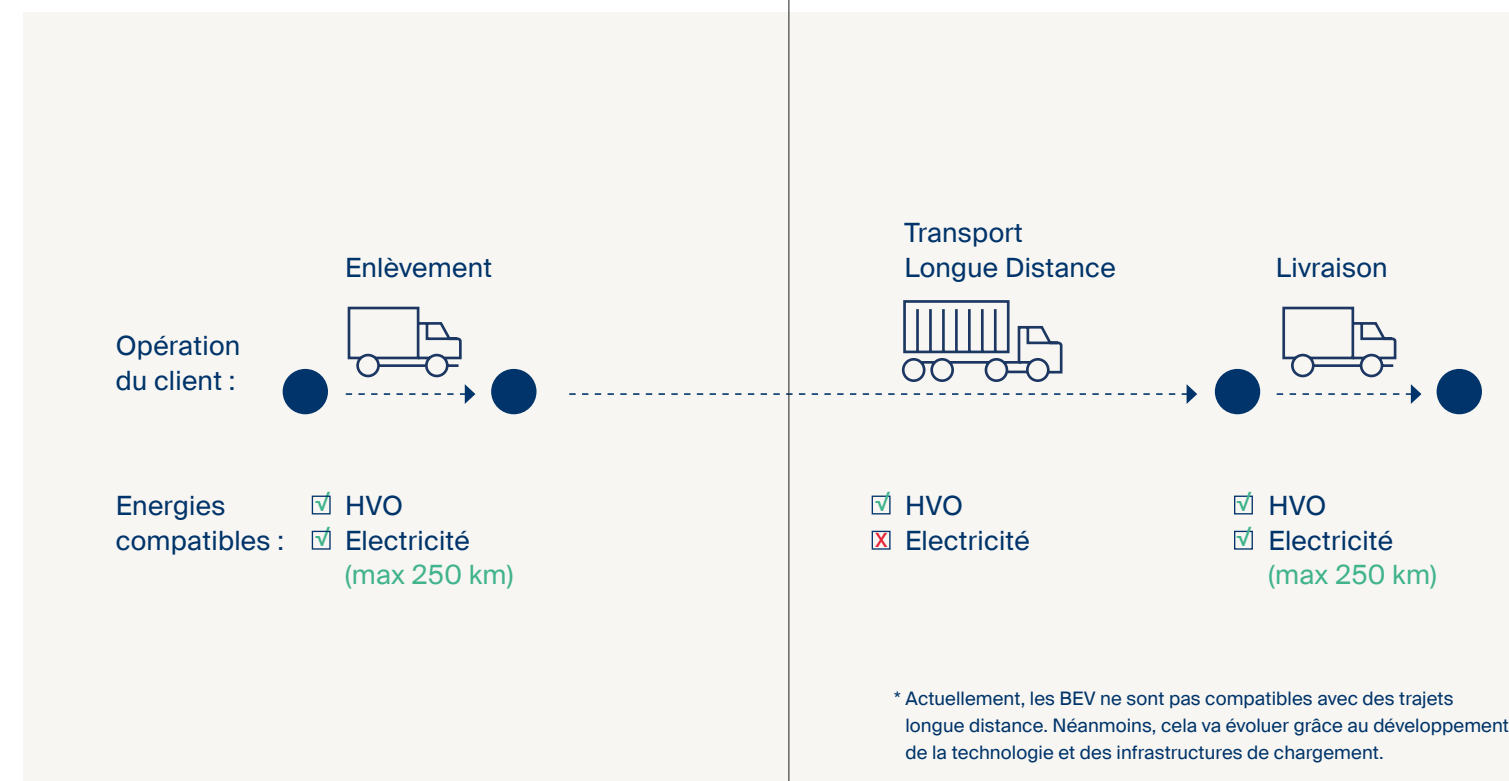 Enlèvement
Transport
Longue Distance
Livraison
Opération
du client :
Energies
compatibles :
☑ HVO
☑ Electricité
(max 250 km)
☑ HVO
☒ Electricité
☑ HVO
☑ Electricité
(max 250 km)
* Actuellement, les BEV ne sont pas compatibles avec des trajets
longue distance. Néanmoins, cela va évoluer grâce au développement
de la technologie et des infrastructures de chargement.